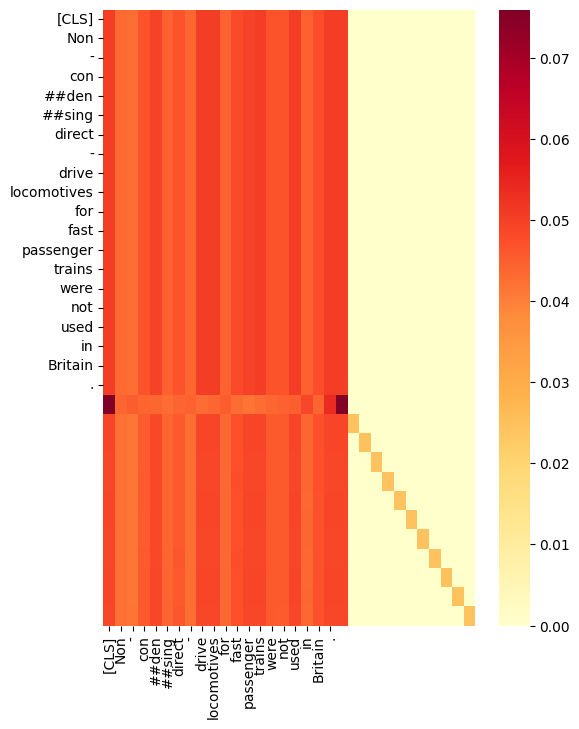 [CLS]
Non
-
con
##den
##sing
direct
-
drive
locomotives
for
fast
passenger
trains
were
not
used
in
Britain
.
0.07
0.06
0.05
0.04
0.03
0.02
0.01
0.00
[CLS]
Non
-
con
##den
##sing
direct
-
drive
locomotives
for
fast
passenger
trains
were
not
used
in
Britain
.